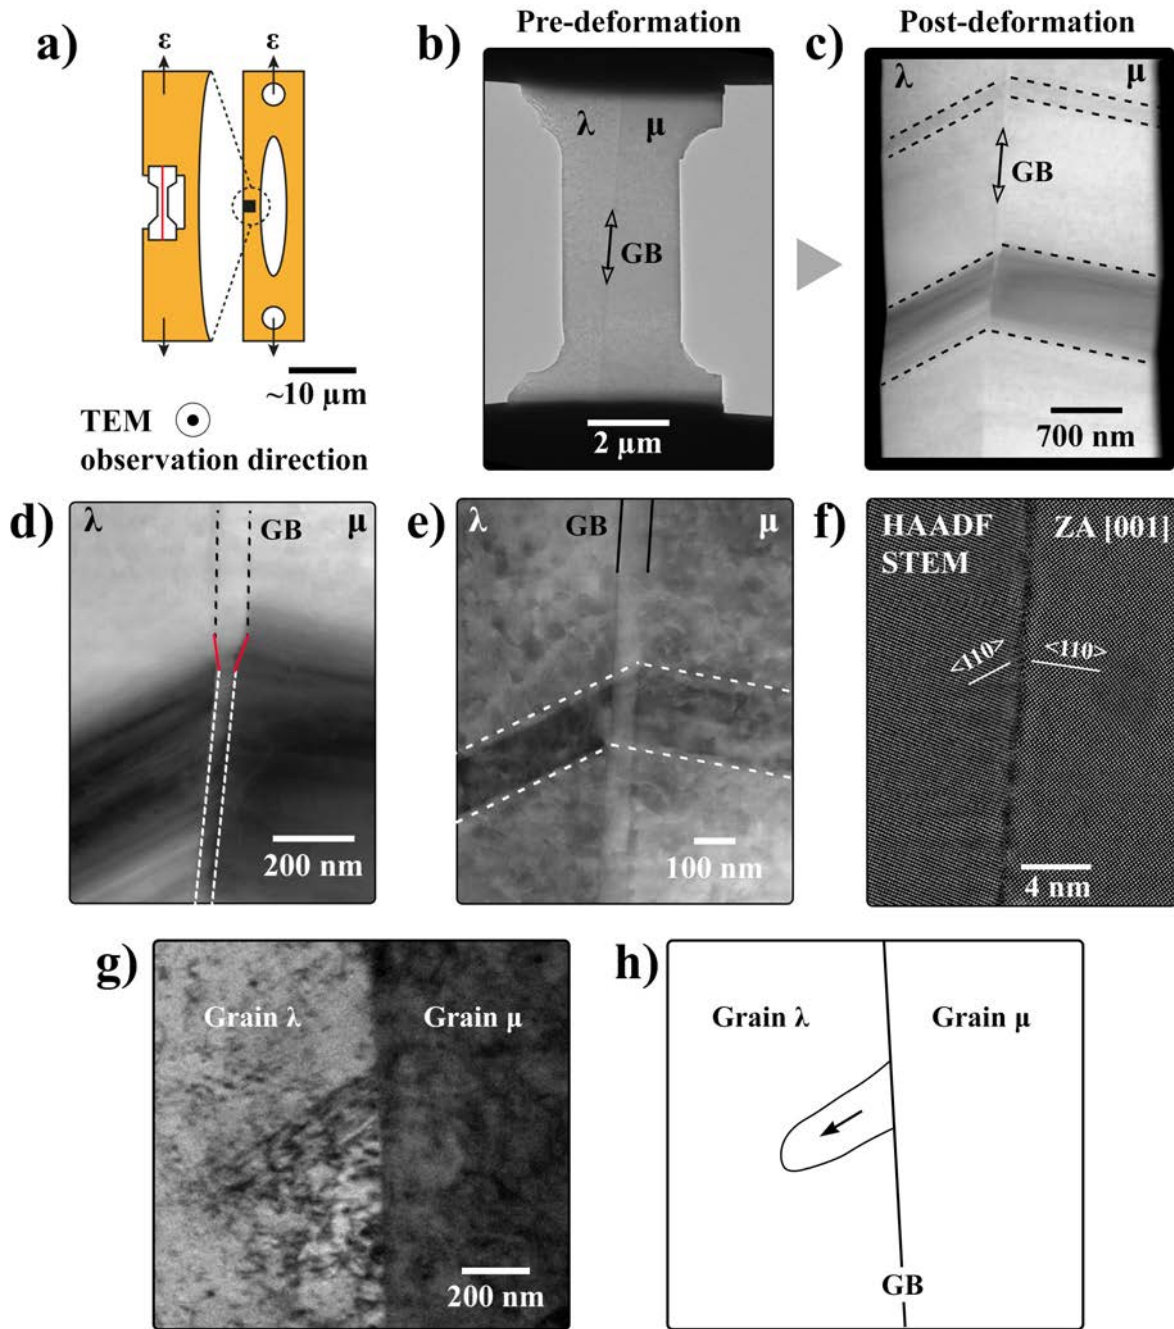 Pre-deformation
Post-deformation
a)
ε
ε
~10 μm
TEM
observation direction
b)
λ
μ
GB
2 μm
c)
λ
μ
GB
700 nm
d)
λ
GB
μ
200 nm
e)
λ
GB
μ
100 nm
f)
HAADF
STEM
ZA [001]
<110>
<110>
4 nm
g)
Grain λ
Grain μ
200 nm
h)
Grain λ
Grain μ
GB